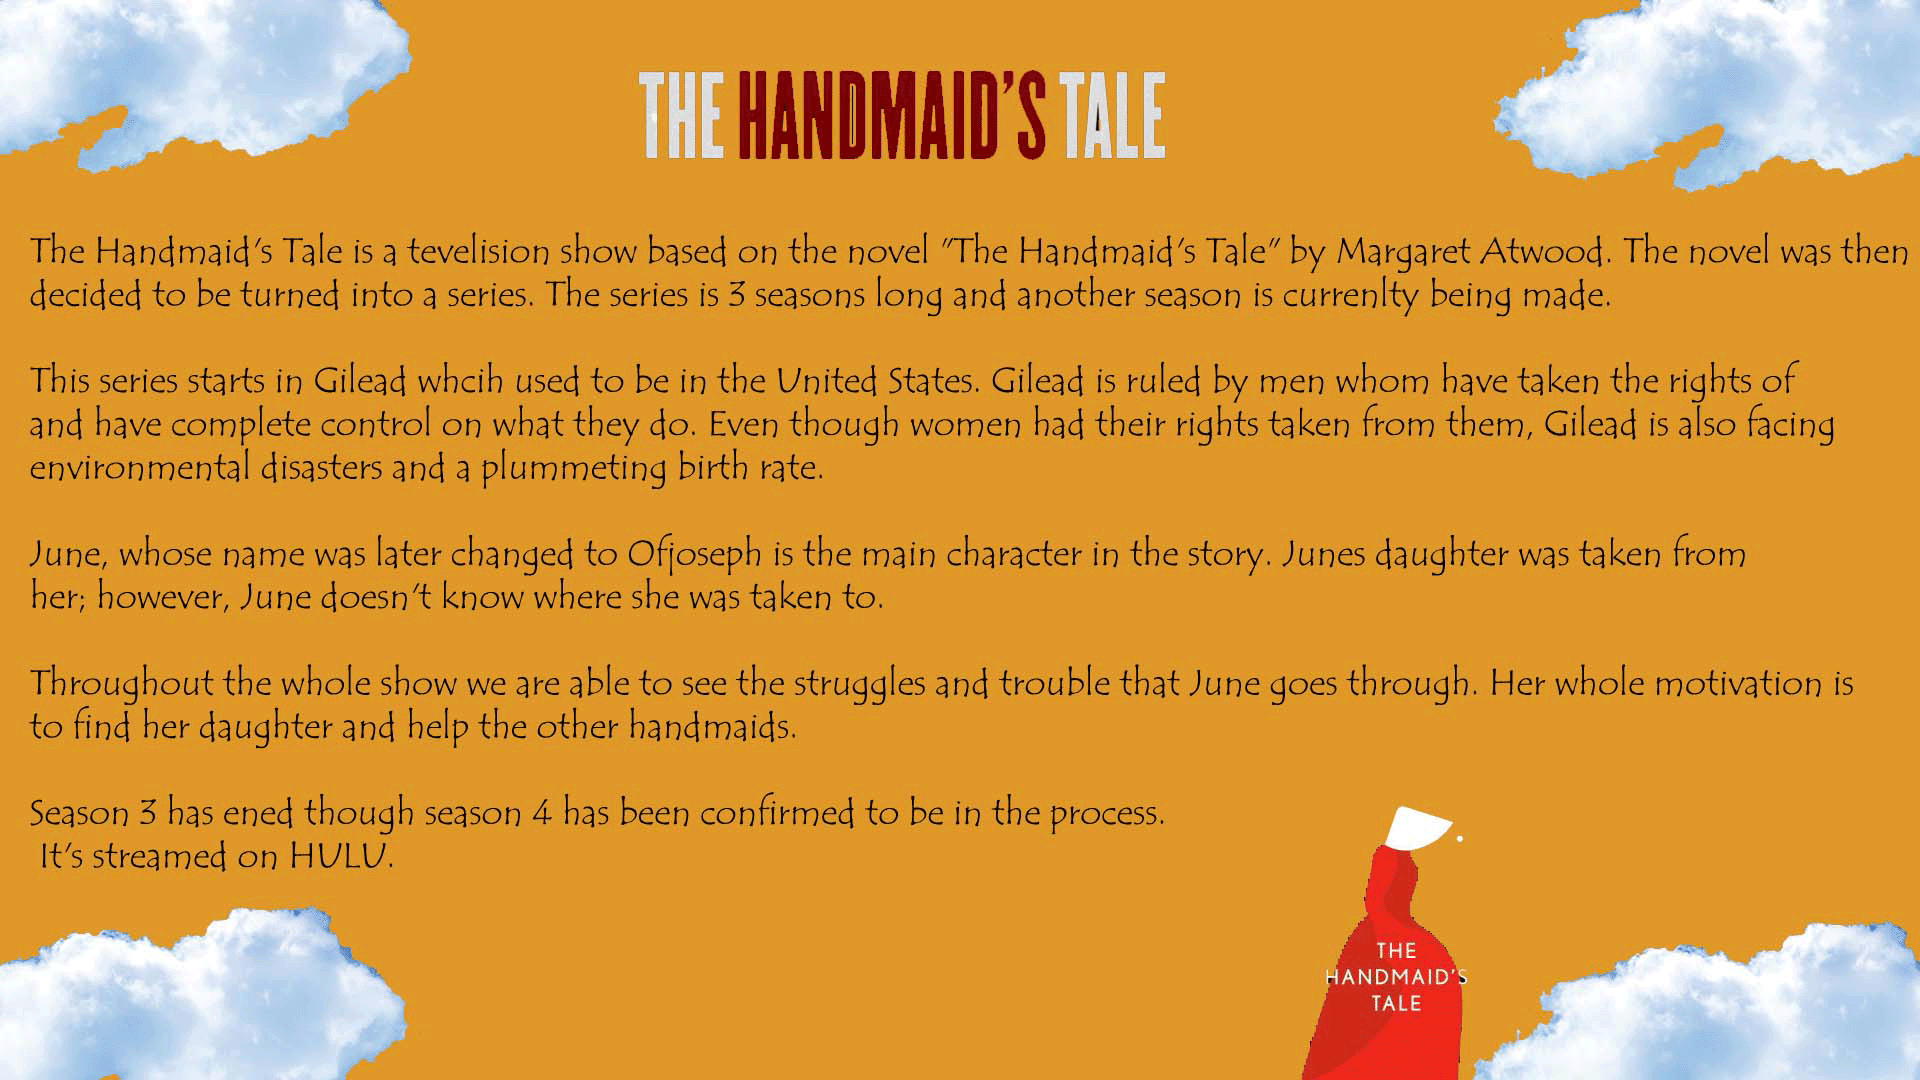 THE HANDMAID'S TALE
The Handmaid's Tale is a tevelision show based on the novel "The Handmaid's Tale" by Margaret Atwood. The novel was then
decided to be turned into a series. The series is 3 seasons long and another season is currenlty being made.
This series starts in Gilead whcih used to be in the United States. Gilead is ruled by men whom have taken the rights of
and have complete control on what they do. Even though women had their rights taken from them, Gilead is also facing
environmental disasters and a plummeting birth rate.
June, whose name was later changed to Ofjoseph is the main character in the story. Junes daughter was taken from
her; however, June doesn't know where she was taken to.
Throughout the whole show we are able to see the struggles and trouble that June goes through. Her whole motivation is
to find her daughter and help the other handmaids.
Season 3 has ened though season 4 has been confirmed to be in the process.
It's streamed on HULU.
THE
HANDMAID'S
TALE